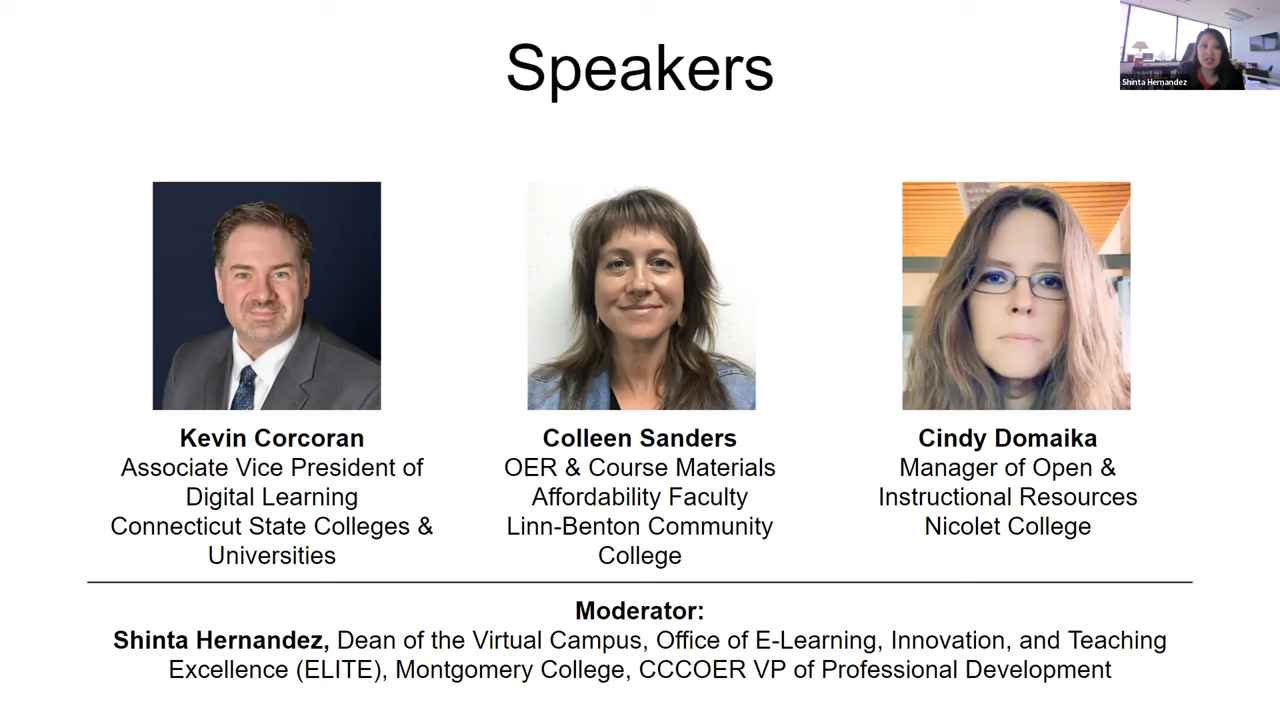 Speakers
Shinta Hernandez
Kevin Corcoran
Associate Vice President of
Digital Learning
Connecticut State Colleges &
Universities
Colleen Sanders
OER & Course Materials
Affordability Faculty
Linn-Benton Community
College
Cindy Domaika
Manager of Open &
Instructional Resources
Nicolet College
Moderator:
Shinta Hernandez, Dean of the Virtual Campus, Office of E-Learning, Innovation, and Teaching
Excellence (ELITE), Montgomery College, CCCOER VP of Professional Development